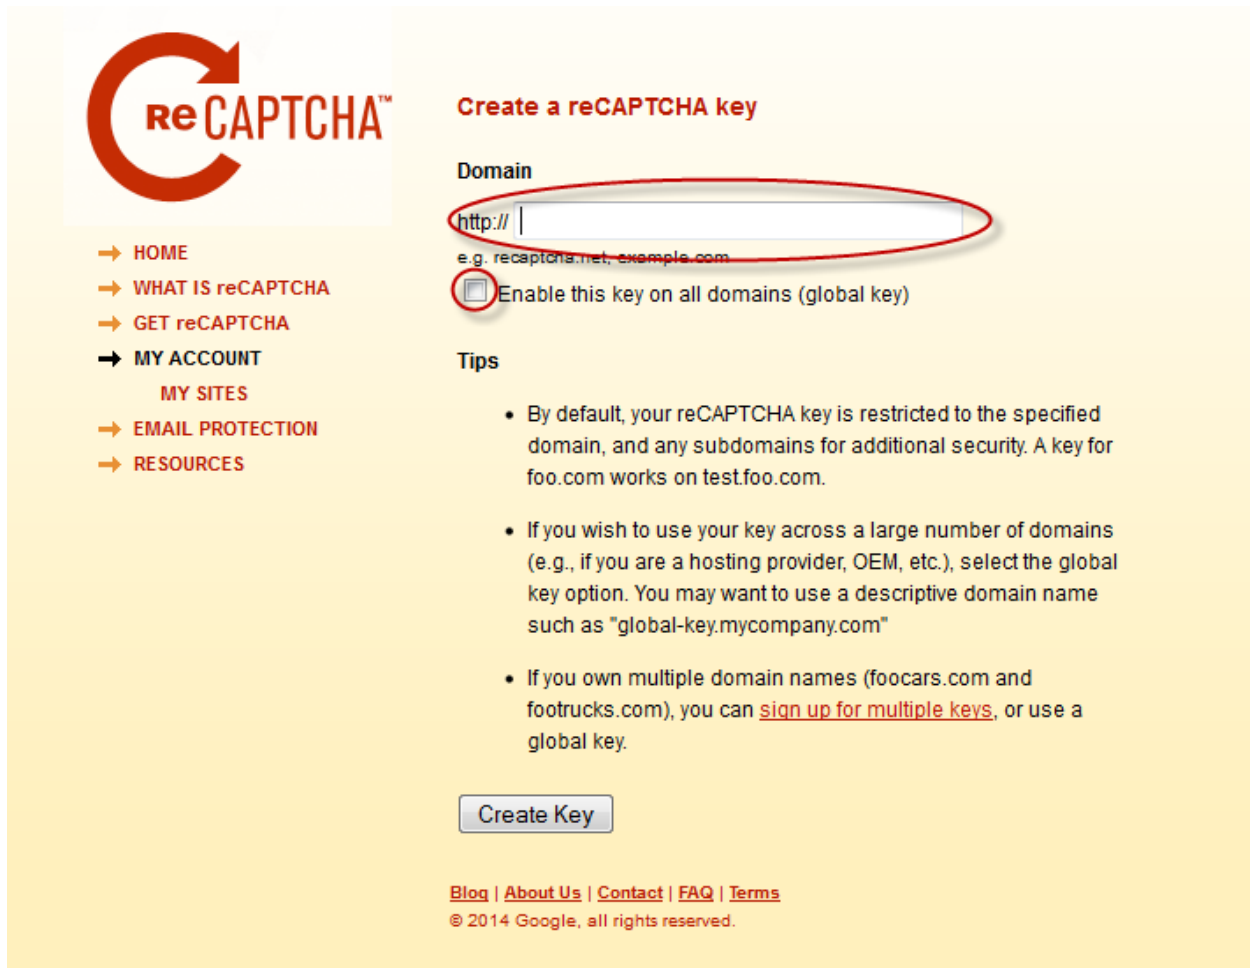 reCAPTCHA™
Create a reCAPTCHA key
Domain
http://
e.g. recaptcha.net, example.com
Enable this key on all domains (global key)
HOME
WHAT IS reCAPTCHA
GET reCAPTCHA
MY ACCOUNT
MY SITES
EMAIL PROTECTION
RESOURCES
Tips
• By default, your reCAPTCHA key is restricted to the specified
domain, and any subdomains for additional security. A key for
foo.com works on test.foo.com.
• If you wish to use your key across a large number of domains
(e.g., if you are a hosting provider, OEM, etc.), select the global
key option. You may want to use a descriptive domain name
such as "global-key.mycompany.com"
• If you own multiple domain names (foocars.com and
footrucks.com), you can sign up for multiple keys, or use a
global key.
Create Key
Blog | About Us | Contact | FAQ | Terms
© 2014 Google, all rights reserved.